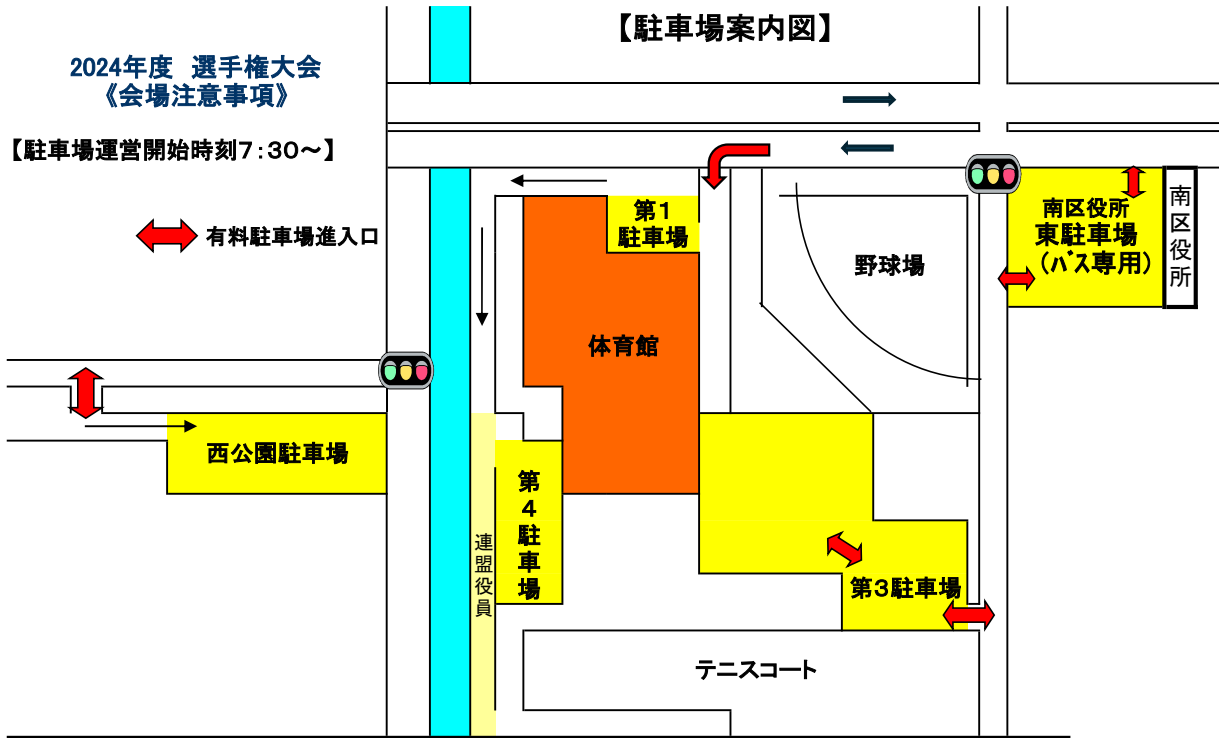 【駐車場案内図】
2024年度　選手権大会
《会場注意事項》
【駐車場運営開始時刻7:30～】
有料駐車場進入口
第1
駐車場
野球場
南区役所
東駐車場
（バス専用）
南区役所
体育館
西公園駐車場
第4駐車場
連盟役員
第3駐車場
テニスコート